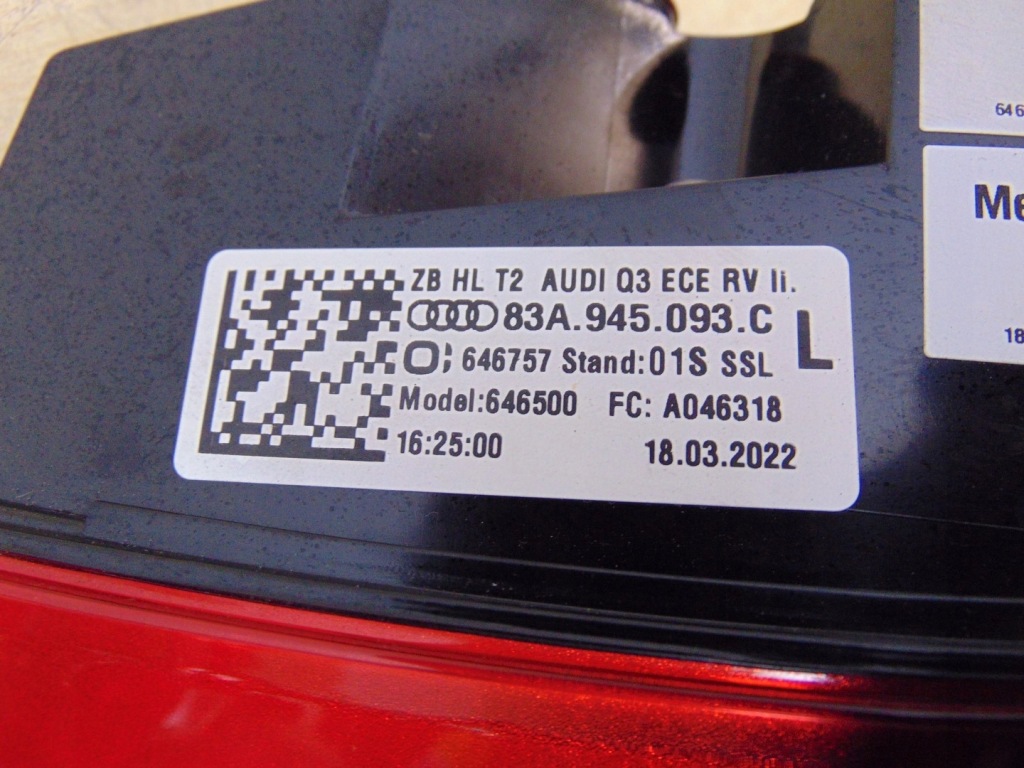 ZB HL T2 AUDI Q3 ECE RV li.
83A.945.093.C
L
646757 Stand:01S SSL
Model:646500 FC: A046318
16:25:00 18.03.2022